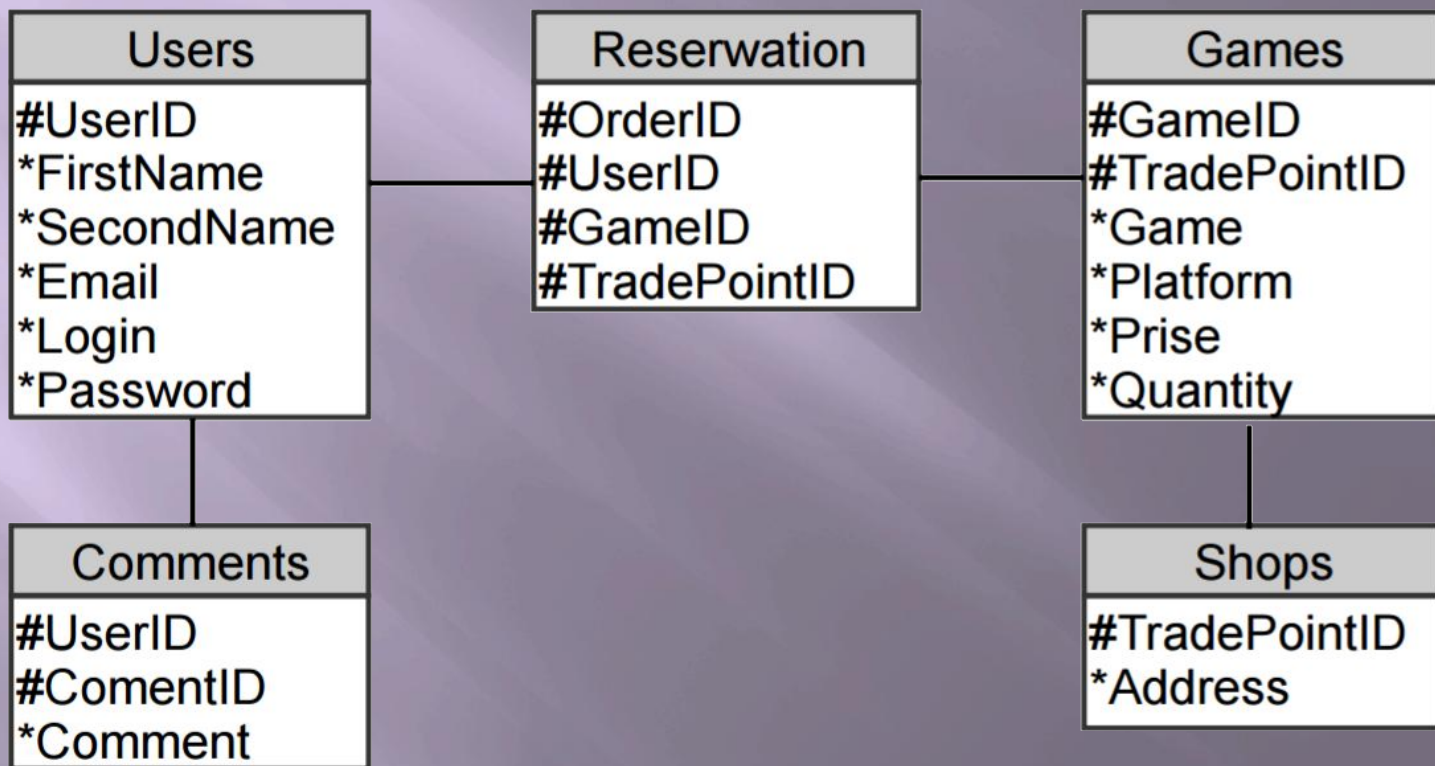 Users
#UserID
*FirstName
*SecondName
*Email
*Login
*Password
Reserwation
#OrderID
#UserID
#GameID
#TradePointID
Games
#GameID
#TradePointID
*Game
*Platform
*Prise
*Quantity
Comments
#UserID
#ComentID
*Comment
Shops
#TradePointID
*Address